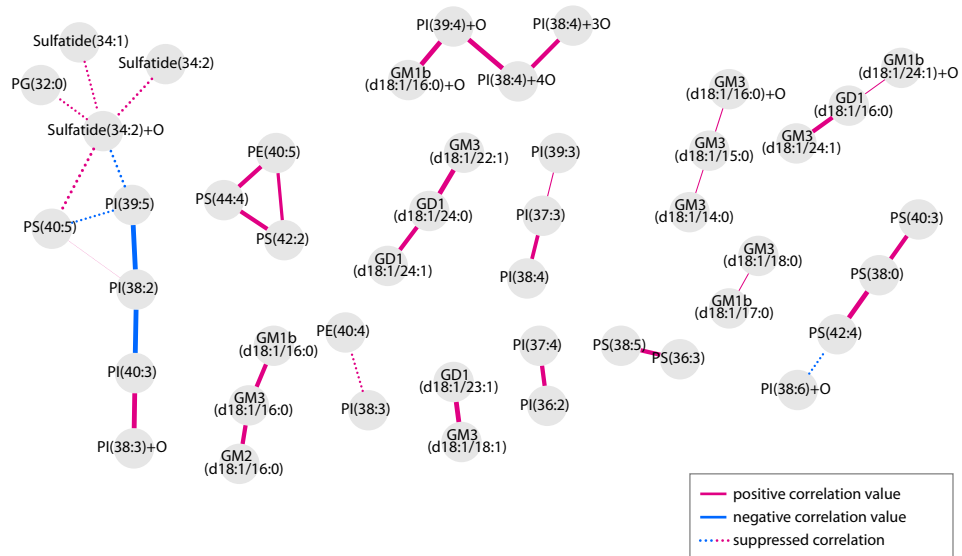 Sulfatide(34:1)
Sulfatide(34:2)
PG(32:0)
Sulfatide(34:2)+O
PI(39:5)
PS(40:5)
PI(38:2)
PI(40:3)
PI(38:3)+O
PE(40:5)
PS(44:4)
PS(42:2)
PI(39:4)+O
PI(38:4)+3O
GM1b
(d18:1/16:0)+O
PI(38:4)+4O
GM3
(d18:1/22:1)
GD1
(d18:1/24:0)
GD1
(d18:1/24:1)
PI(39:3)
PI(37:3)
PI(38:4)
GM3
(d18:1/16:0)+O
GM3
(d18:1/15:0)
GM3
(d18:1/14:0)
GM1b
(d18:1/24:1)+O
GD1
(d18:1/16:0)
GM3
(d18:1/24:1)
GM3
(d18:1/18:0)
GM1b
(d18:1/17:0)
PS(40:3)
PS(38:0)
PS(42:4)
PI(38:6)+O
GM1b
(d18:1/16:0)
GM3
(d18:1/16:0)
GM2
(d18:1/16:0)
PE(40:4)
PI(38:3)
GD1
(d18:1/23:1)
GM3
(d18:1/18:1)
PI(37:4)
PI(36:2)
PS(38:5)
PS(36:3)
positive correlation value
negative correlation value
suppressed correlation